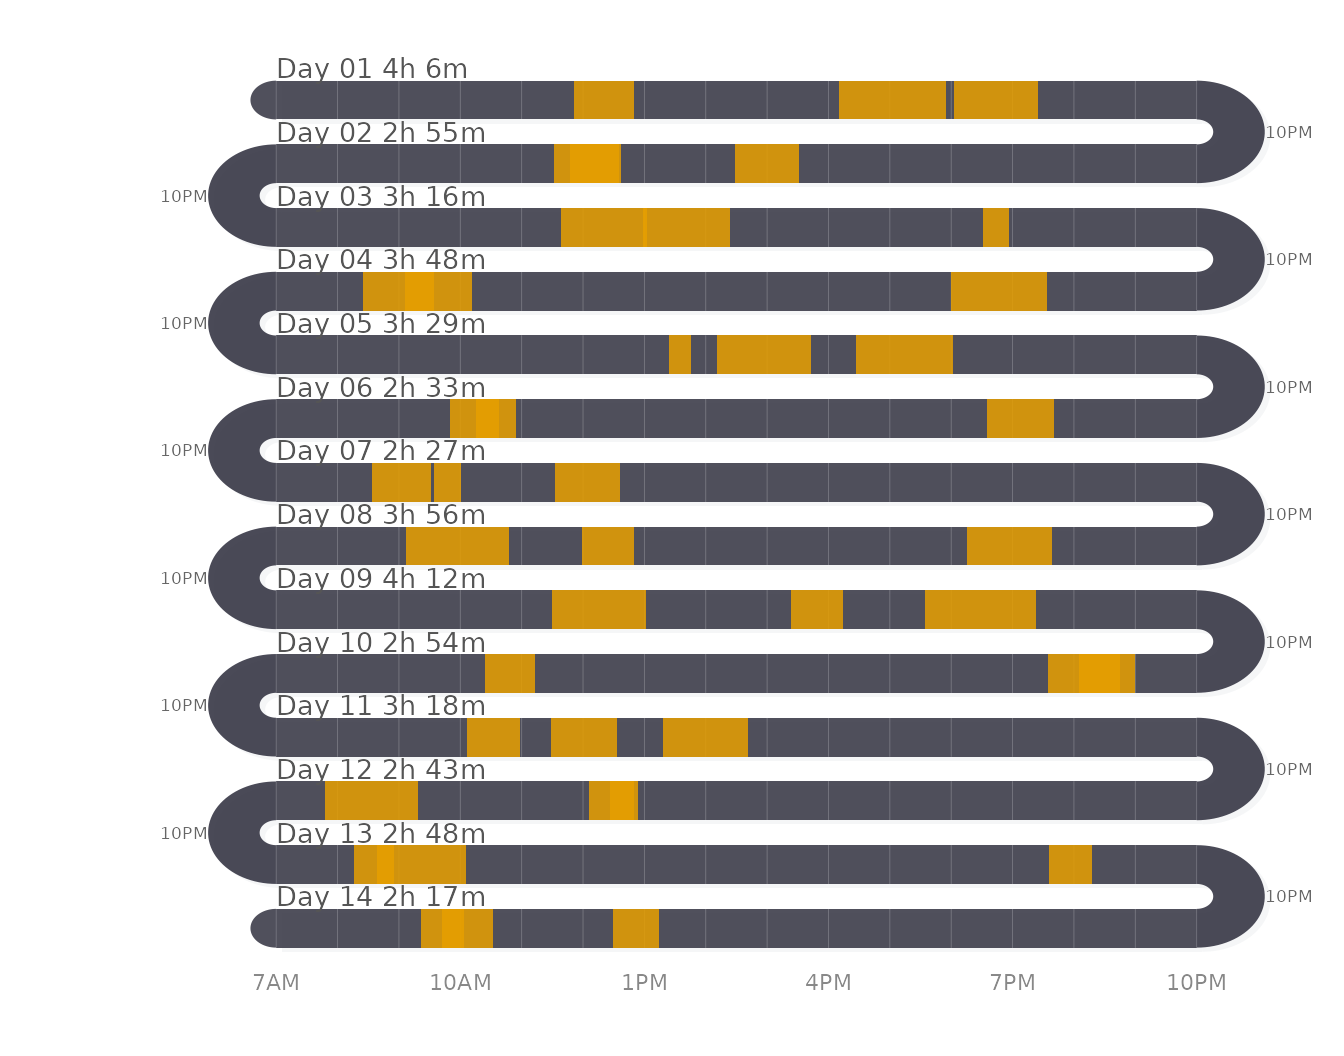 Day 01 4h 6m
10PM
Day 02 2h 55m
10PM
Day 03 3h 16m
10PM
Day 04 3h 48m
10PM
Day 05 3h 29m
10PM
Day 06 2h 33m
10PM
Day 07 2h 27m
10PM
Day 08 3h 56m
10PM
Day 09 4h 12m
10PM
Day 10 2h 54m
10PM
Day 11 3h 18m
10PM
Day 12 2h 43m
10PM
Day 13 2h 48m
10PM
Day 14 2h 17m
7AM 10AM 1PM 4PM 7PM 10PM